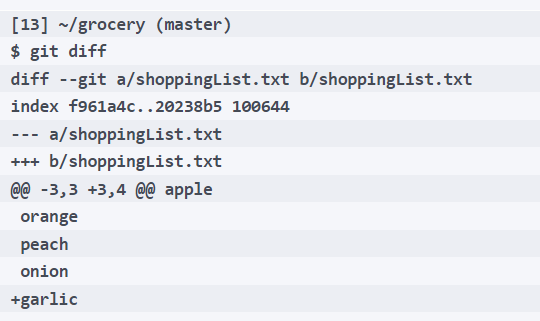 [13] ~/grocery (master)
$ git diff
diff --git a/shoppingList.txt b/shoppingList.txt
index f961a4c..20238b5 100644
--- a/shoppingList.txt
+++ b/shoppingList.txt
@@ -3,3 +3,4 @@ apple
 orange
 peach
 onion
+garlic